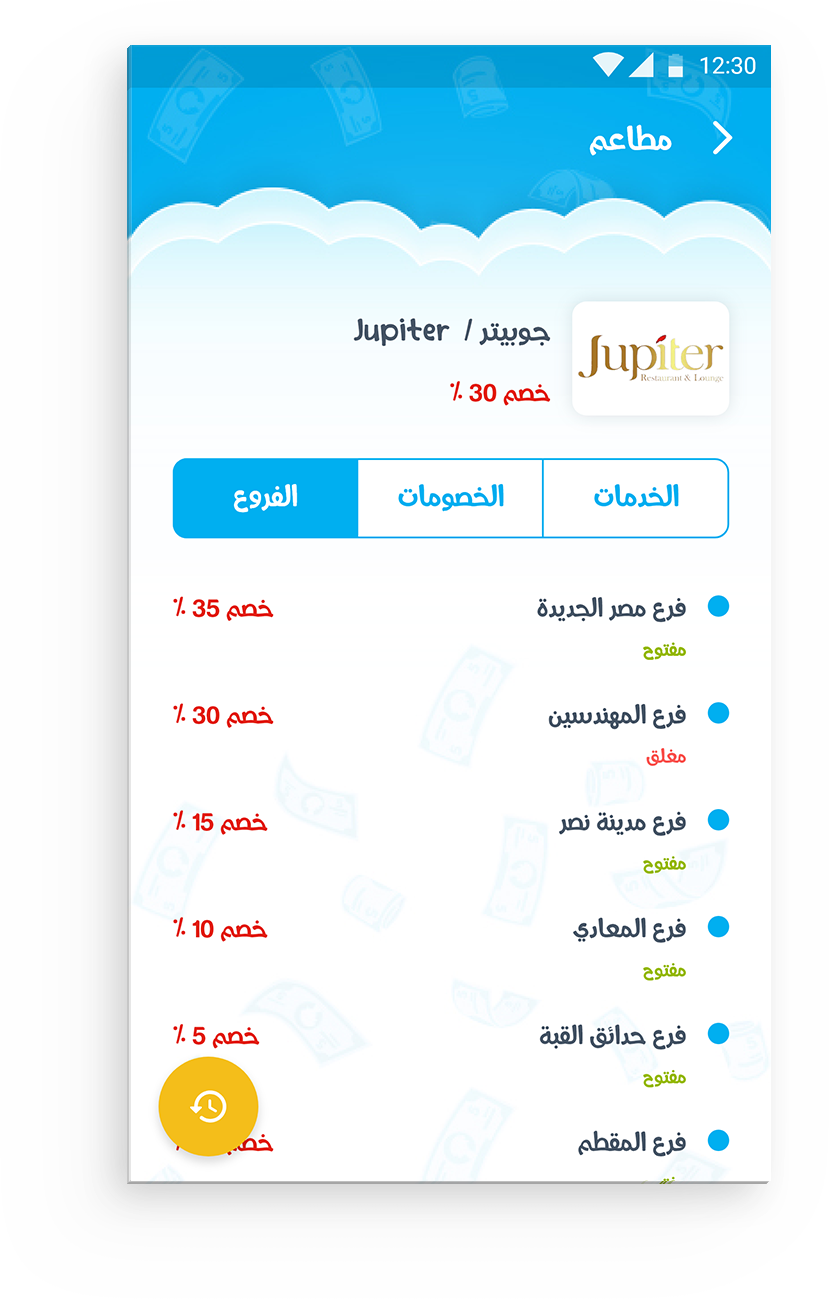 12:30
مطاعم
جوبيتر / Jupiter
خصم 30 ٪
Jupiter
Restaurant & Lounge
الخدمات
الخصومات
الفروع
فرع مصر الجديدة
خصم 35 ٪
مفتوح
فرع المهندسين
خصم 30 ٪
مغلق
فرع مدينة نصر
خصم 15 ٪
مفتوح
فرع المعادي
خصم 10 ٪
مفتوح
فرع حدائق القبة
خصم 5 ٪
مفتوح
فرع المقطم
خصم